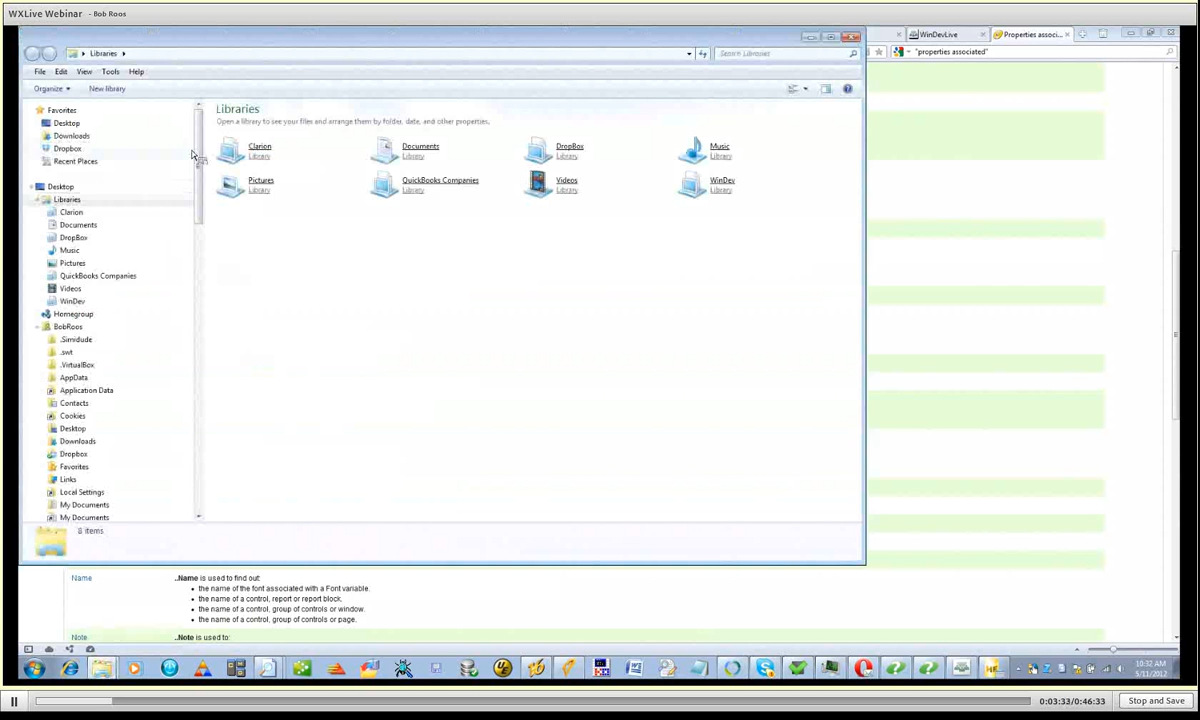 WXLive Webinar - Bob Roos
WinDevLive
Properties associ...
Libraries
Search Libraries
"properties associated"
File Edit View Tools Help
Organize New library
Favorites
Desktop
Downloads
Dropbox
Recent Places
Desktop
Libraries
Clarion
Documents
DropBox
Music
Pictures
QuickBooks Companies
Videos
WinDev
Homegroup
BobRoos
.Simidude
.swt
.VirtualBox
AppData
Application Data
Contacts
Cookies
Desktop
Downloads
Dropbox
Favorites
Links
Local Settings
My Documents
My Documents
Libraries
Open a library to see your files and arrange them by folder, date, and other properties.
Clarion
Library
Documents
Library
DropBox
Library
Music
Library
Pictures
Library
QuickBooks Companies
Library
Videos
Library
WinDev
Library
8 items
Name ..Name is used to find out:
the name of the font associated with a Font variable.
the name of a control, report or report block.
the name of a control, group of controls or window.
the name of a control, group of controls or page.
Note ..Note is used to:
10:32 AM
5/11/2012
0:03:33/0:46:33
Stop and Save